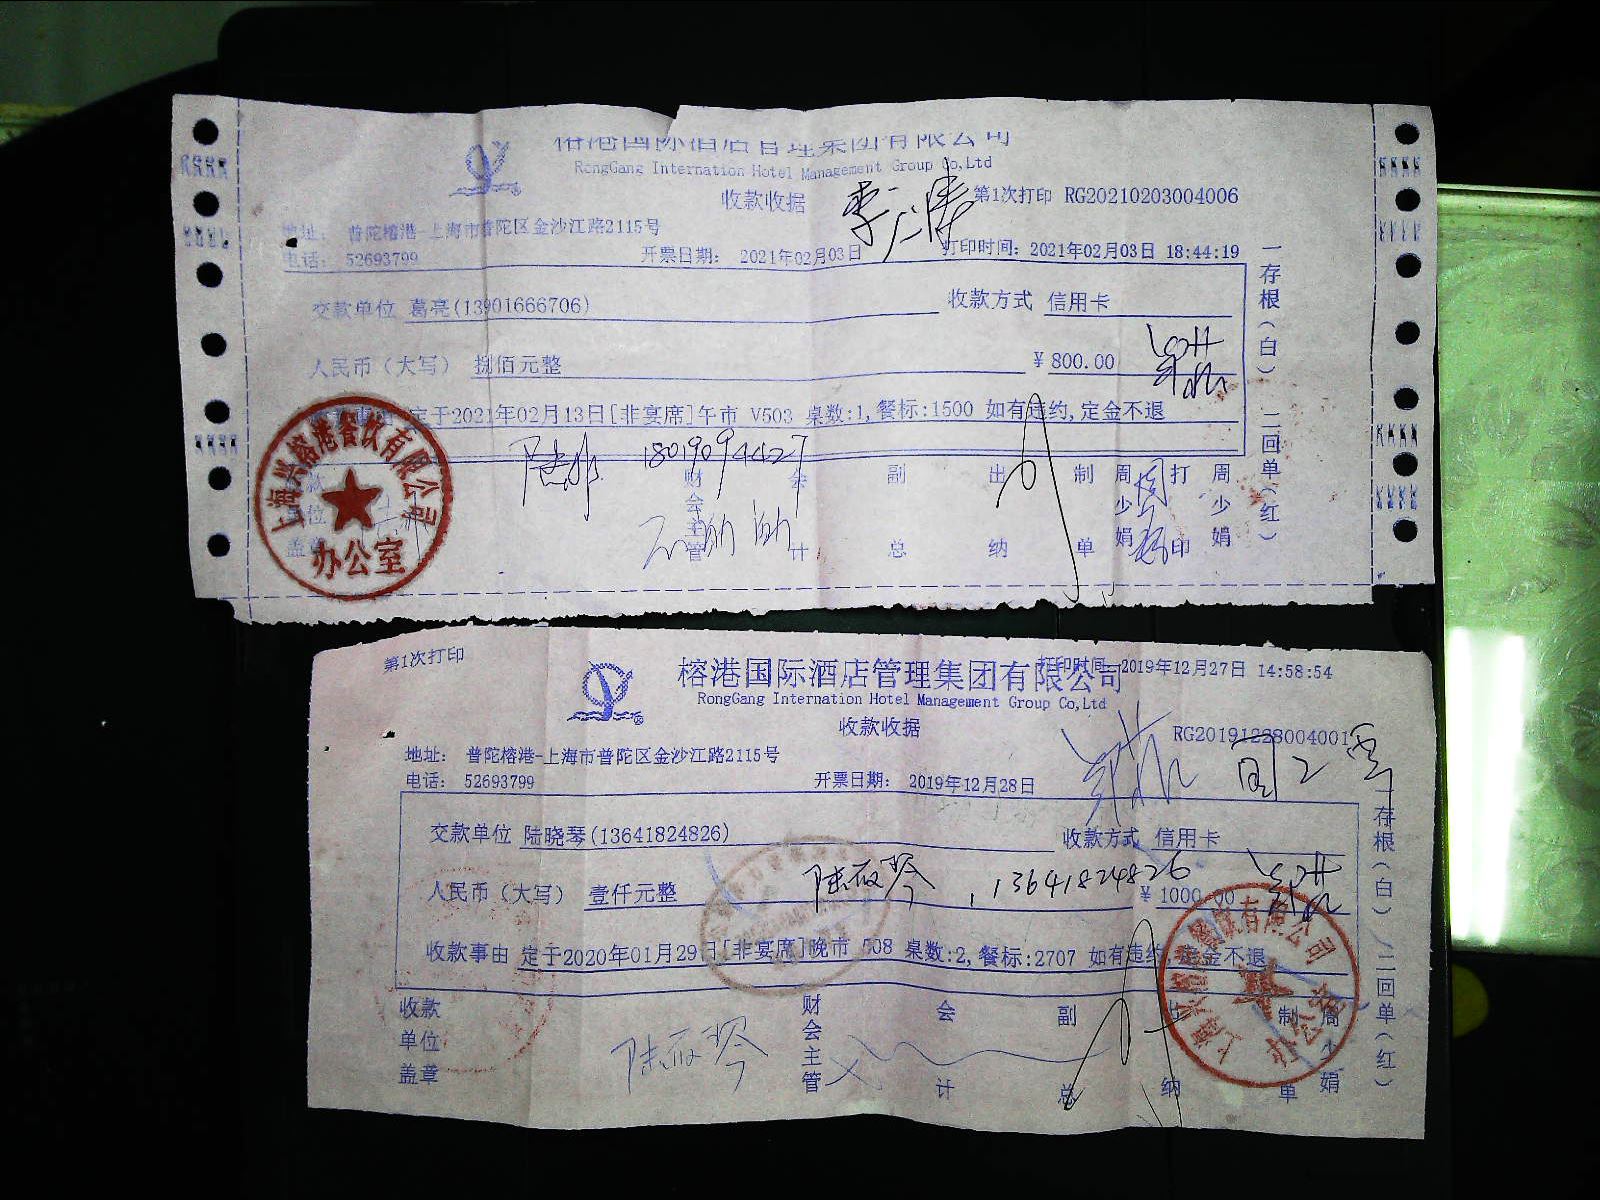 榕港国际酒店管理集团有限公司
RongGang International Hotel Management Group Co,Ltd
收款收据 第1次打印 RG20210203004006
地址: 普陀榕港-上海市普陀区金沙江路2115号
电话: 52693799 开票日期: 2021年02月03日 打印时间: 2021年02月03日 18:44:19
交款单位 葛亮(13901666706) 收款方式 信用卡
人民币(大写) 捌佰元整 ¥800.00
定于2021年02月13日[非宴席]午市 V503 桌数:1,餐标:1500 如有违约,定金不退
18019094427
款 单位 盖章 财会主管 会计 副总 出纳 制单 周少娟 打印 周少娟
一存根(白) 二回单(红)
上海兴榕港餐饮有限公司
办公室
第1次打印 榕港国际酒店管理集团有限公司 打印时间: 2019年12月27日 14:58:54
RongGang International Hotel Management Group Co,Ltd
收款收据 RG20191228004001
地址: 普陀榕港-上海市普陀区金沙江路2115号
电话: 52693799 开票日期: 2019年12月28日
交款单位 陆晓琴(13641824826) 收款方式 信用卡
人民币(大写) 壹仟元整 13641824826 ¥1000.00
收款事由 定于2020年01月29日[非宴席]晚市 508 桌数:2,餐标:2707 如有违约,定金不退
收款单位盖章 财会主管 会计 副总 出纳 制单 周少娟
一存根(白) 二回单(红)